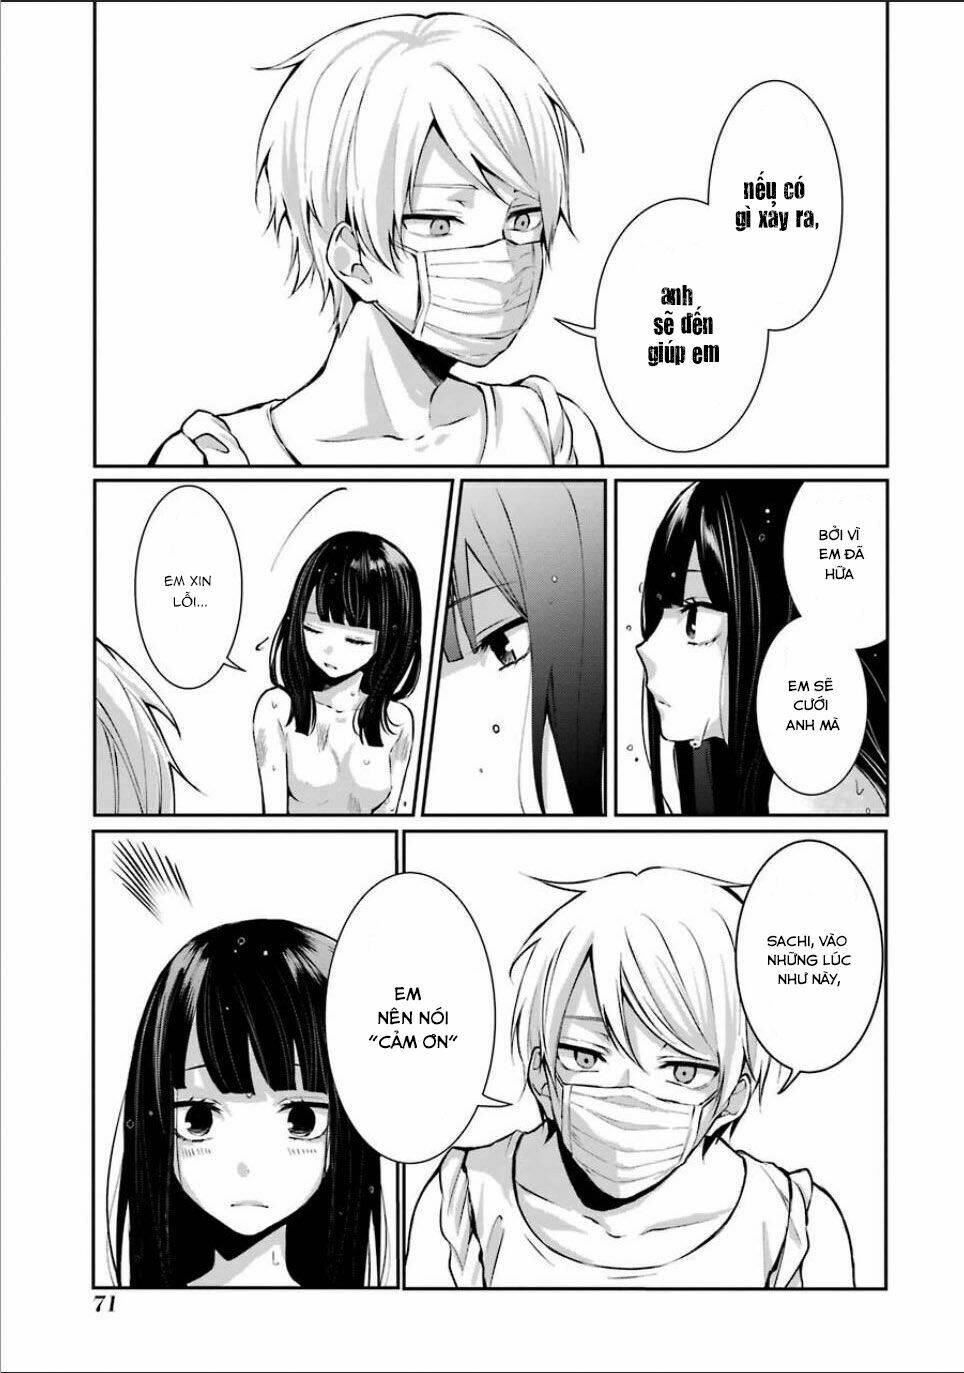 nếu có
gì xảy ra,
anh
sẽ đến
giúp em
BỞI VÌ
EM ĐÃ
HỨA
EM SẼ
CƯỚI
ANH MÀ
EM XIN
LỖI...
SACHI, VÀO
NHỮNG LÚC
NHƯ NÀY,
EM
NÊN NÓI
"CẢM ƠN"
71